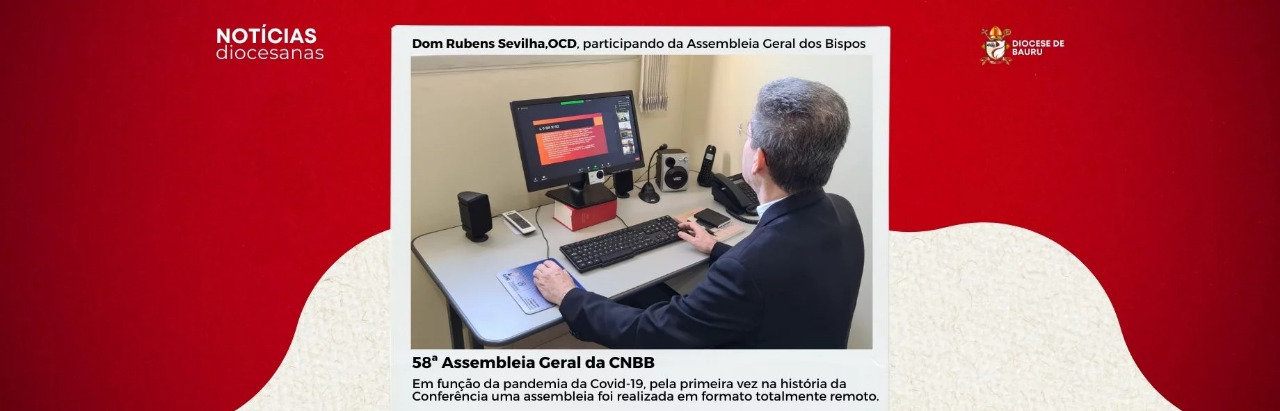 NOTÍCIAS
diocesanas
Dom Rubens Sevilha,OCD, participando da Assembleia Geral dos Bispos
DIOCESE DE
BAURU
58ª Assembleia Geral da CNBB
Em função da pandemia da Covid-19, pela primeira vez na história da
Conferência uma assembleia foi realizada em formato totalmente remoto.